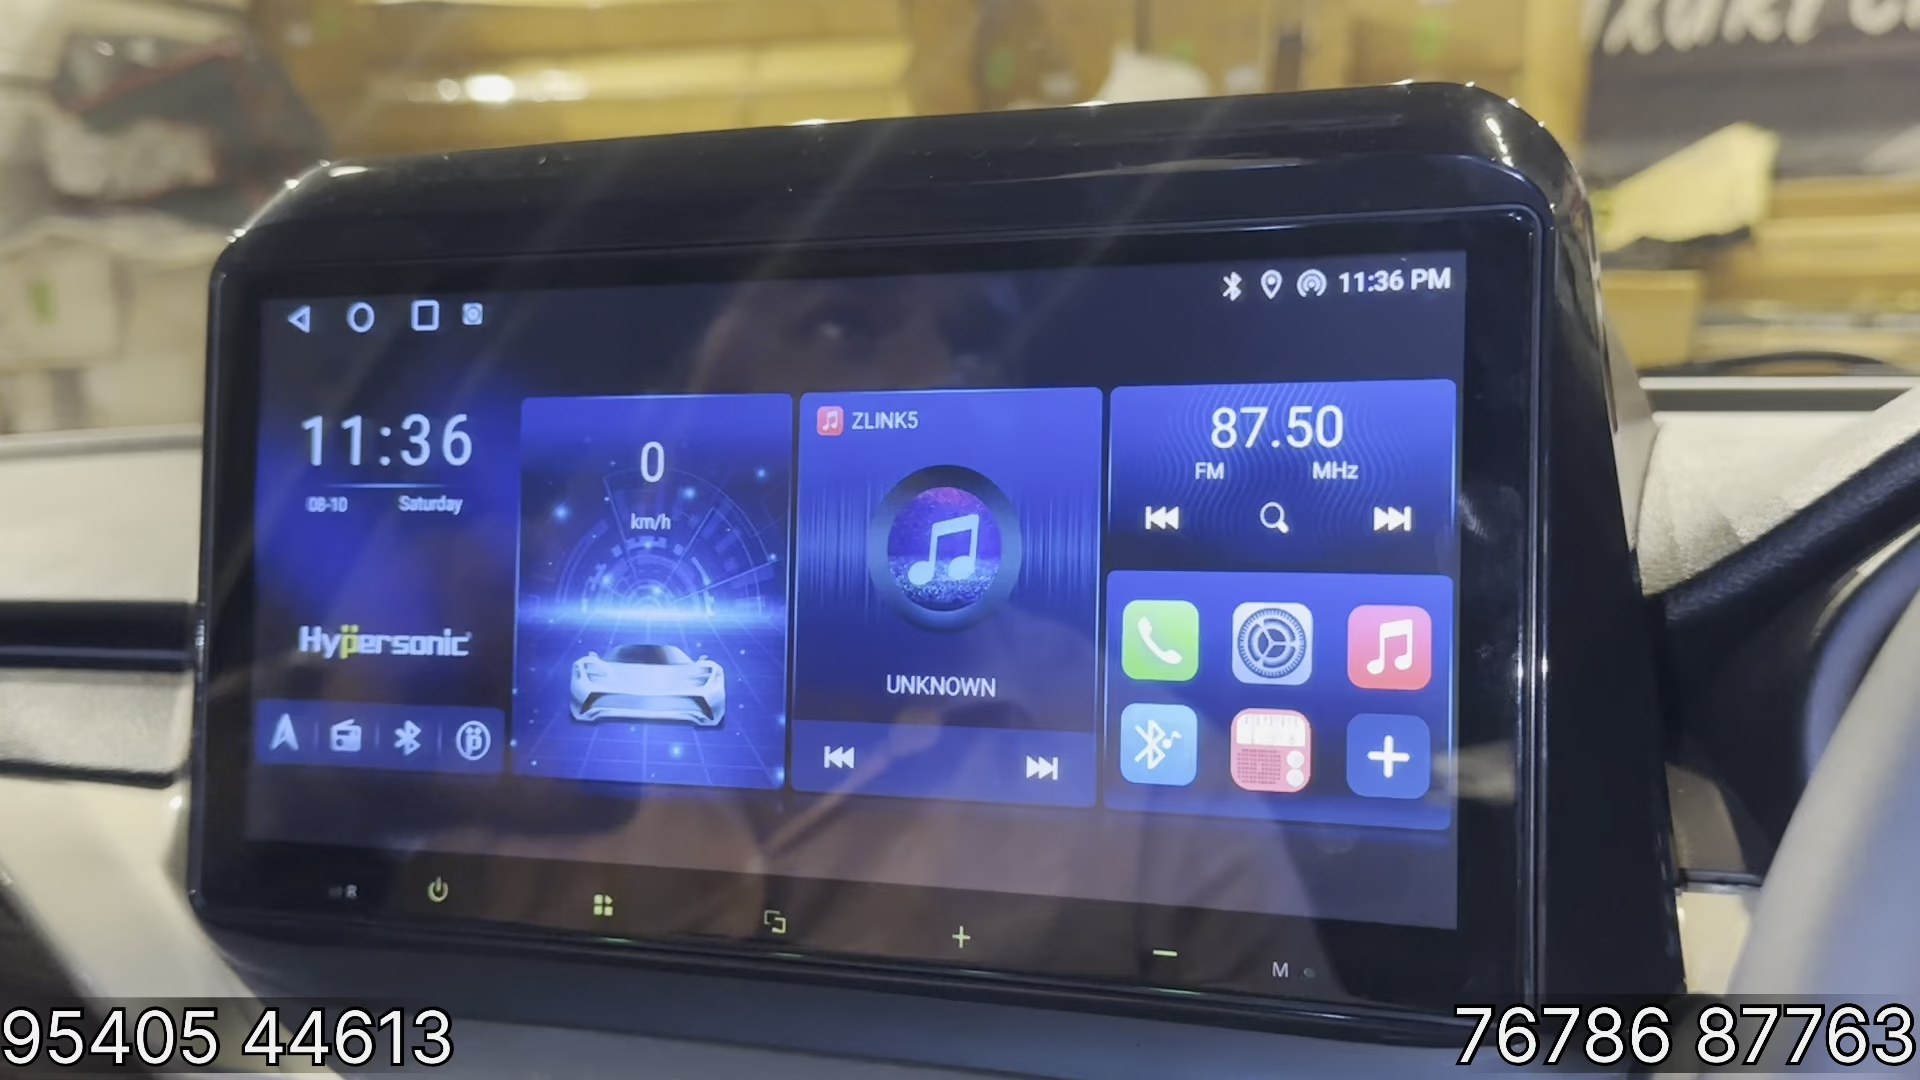 11:36 PM
11:36
08-10 Saturday
Hypersonic
0
km/h
ZLINK5
UNKNOWN
87.50
FM MHz
R
M
95405 44613
76786 87763